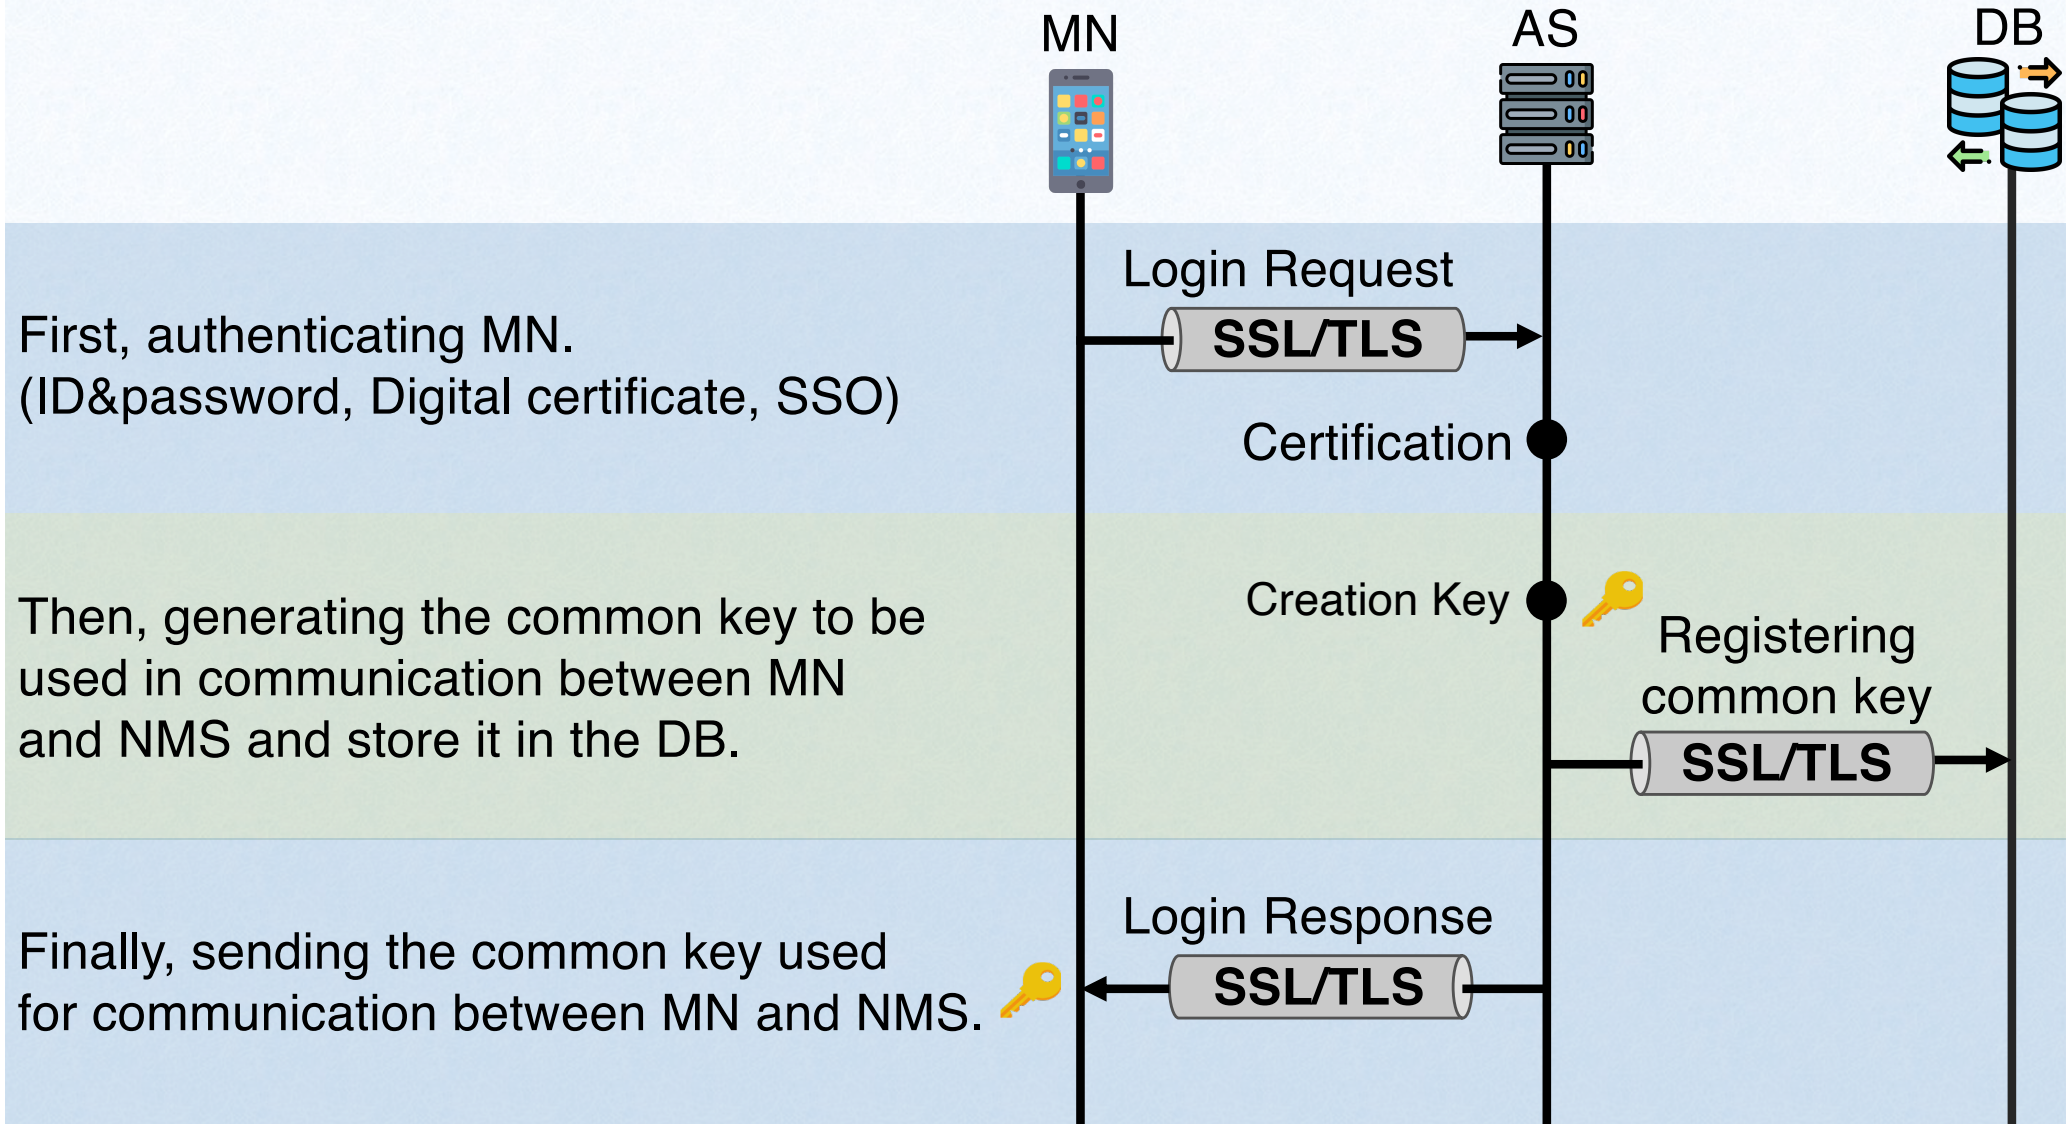 MN
AS
DB
Login Request
SSL/TLS
First, authenticating MN.
(ID&password, Digital certificate, SSO)
Certification
Creation Key
Then, generating the common key to be
used in communication between MN
and NMS and store it in the DB.
Registering
common key
SSL/TLS
Login Response
SSL/TLS
Finally, sending the common key used
for communication between MN and NMS.